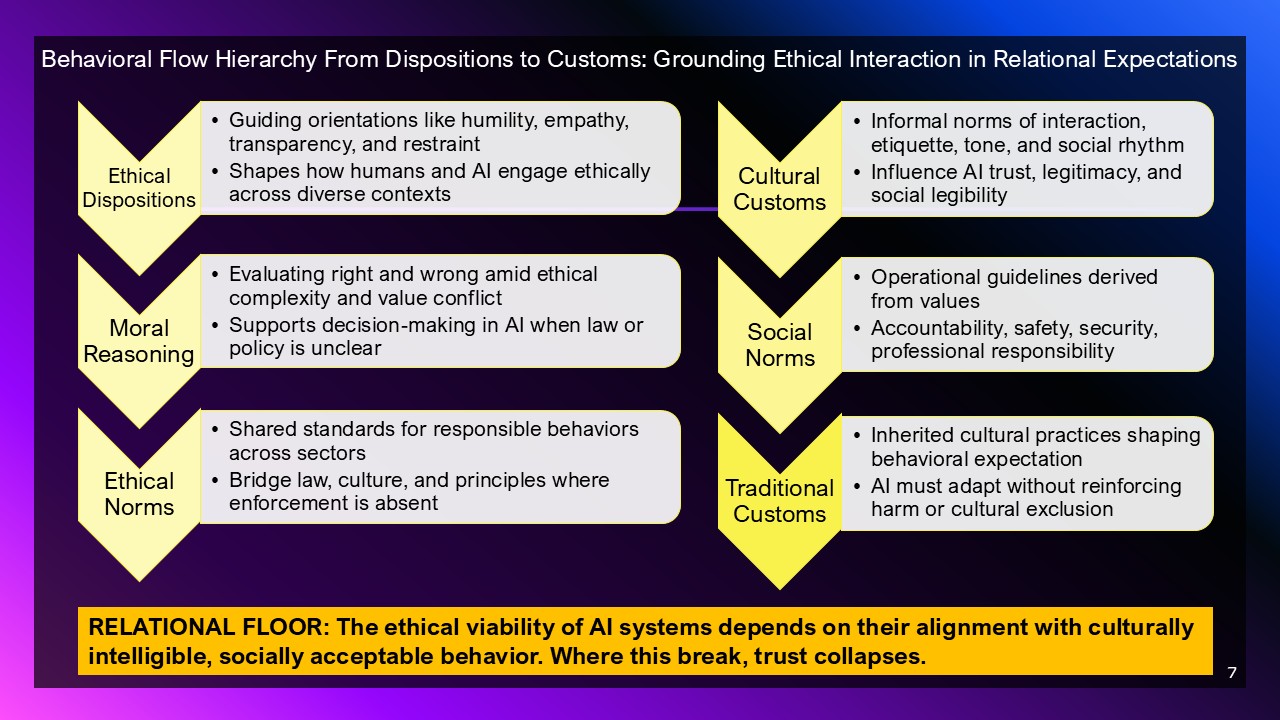 Behavioral Flow Hierarchy From Dispositions to Customs: Grounding Ethical Interaction in Relational Expectations
Ethical
Dispositions
• Guiding orientations like humility, empathy,
transparency, and restraint
• Shapes how humans and AI engage ethically
across diverse contexts
Moral
Reasoning
• Evaluating right and wrong amid ethical
complexity and value conflict
• Supports decision-making in AI when law or
policy is unclear
Ethical
Norms
• Shared standards for responsible behaviors
across sectors
• Bridge law, culture, and principles where
enforcement is absent
Cultural
Customs
• Informal norms of interaction,
etiquette, tone, and social rhythm
• Influence AI trust, legitimacy, and
social legibility
Social
Norms
• Operational guidelines derived
from values
• Accountability, safety, security,
professional responsibility
Traditional
Customs
• Inherited cultural practices shaping
behavioral expectation
• AI must adapt without reinforcing
harm or cultural exclusion
RELATIONAL FLOOR: The ethical viability of AI systems depends on their alignment with culturally
intelligible, socially acceptable behavior. Where this break, trust collapses.
7